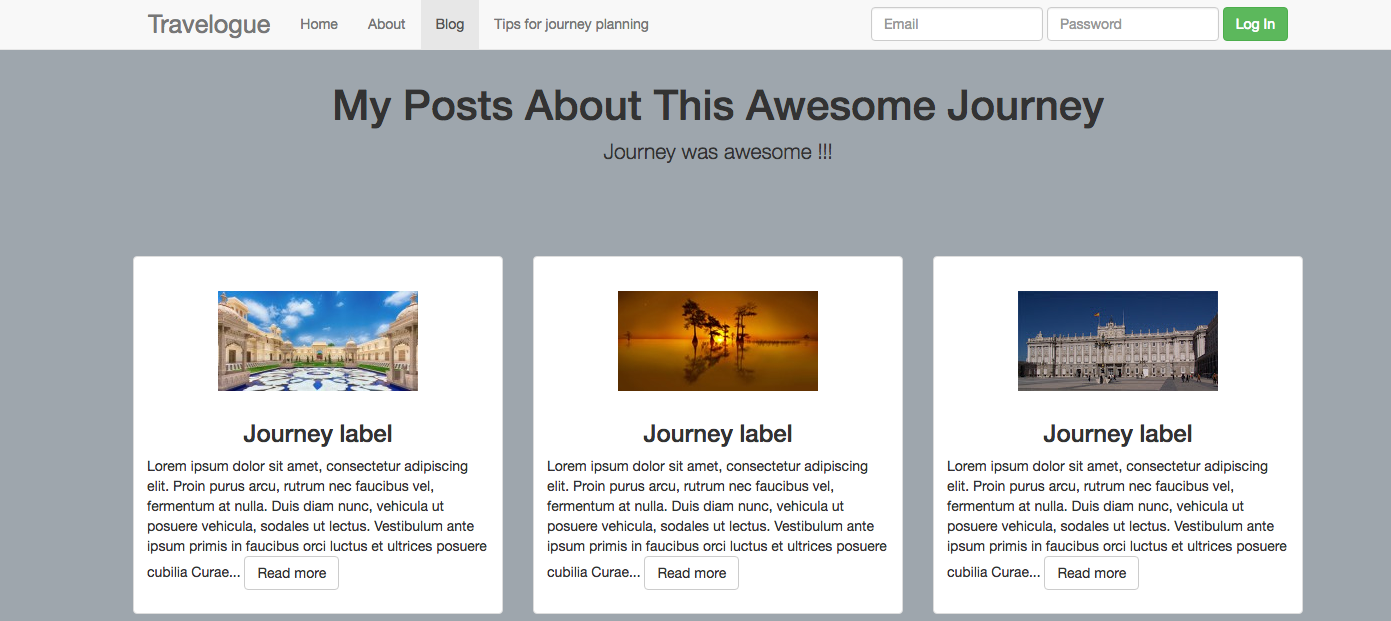 Travelogue Home About Blog Tips for journey planning Email Password Log In
My Posts About This Awesome Journey
Journey was awesome !!!
Journey label
Lorem ipsum dolor sit amet, consectetur adipiscing
elit. Proin purus arcu, rutrum nec faucibus vel,
fermentum at nulla. Duis diam nunc, vehicula ut
posuere vehicula, sodales ut lectus. Vestibulum ante
ipsum primis in faucibus orci luctus et ultrices posuere
cubilia Curae... Read more
Journey label
Lorem ipsum dolor sit amet, consectetur adipiscing
elit. Proin purus arcu, rutrum nec faucibus vel,
fermentum at nulla. Duis diam nunc, vehicula ut
posuere vehicula, sodales ut lectus. Vestibulum ante
ipsum primis in faucibus orci luctus et ultrices posuere
cubilia Curae... Read more
Journey label
Lorem ipsum dolor sit amet, consectetur adipiscing
elit. Proin purus arcu, rutrum nec faucibus vel,
fermentum at nulla. Duis diam nunc, vehicula ut
posuere vehicula, sodales ut lectus. Vestibulum ante
ipsum primis in faucibus orci luctus et ultrices posuere
cubilia Curae... Read more